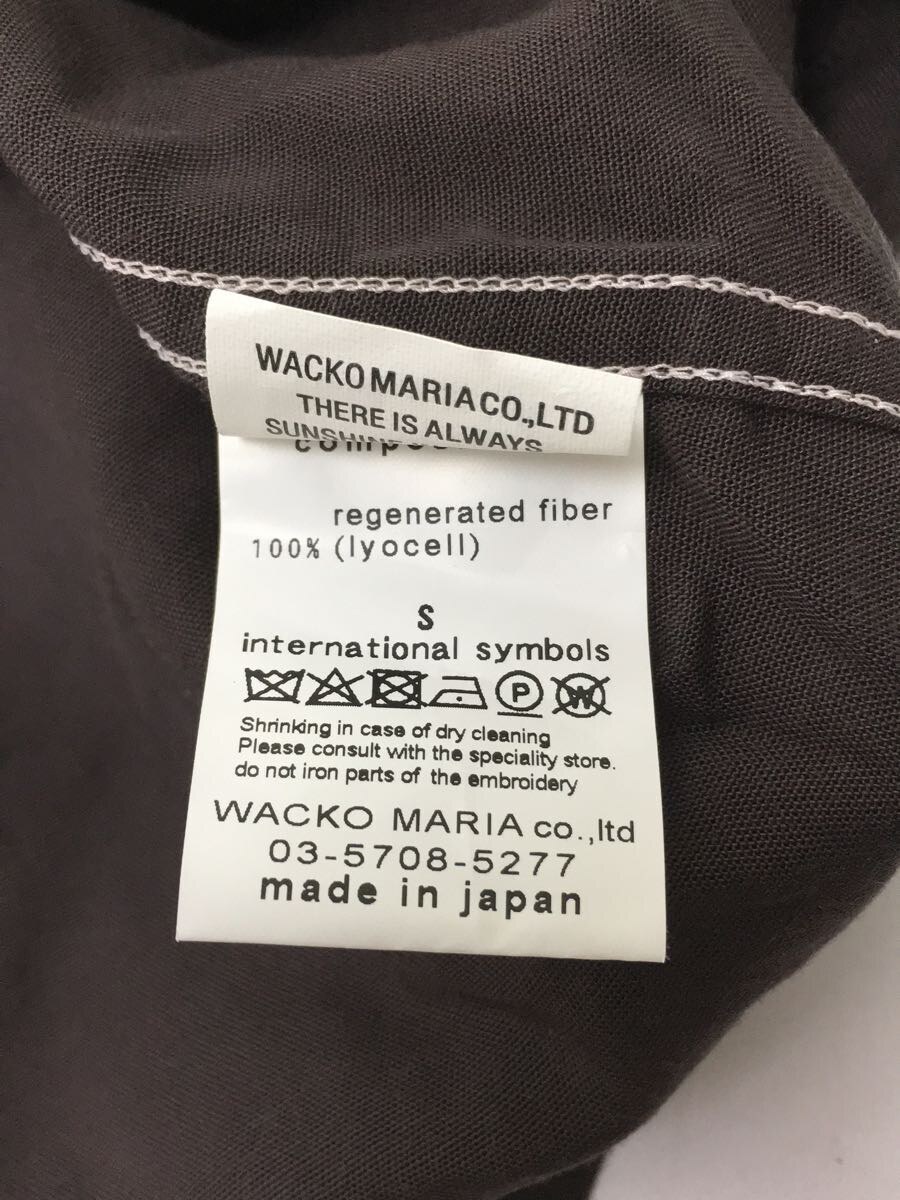 WACKO MARIA CO.,LTD
THERE IS ALWAYS
SUNSHINE
regenerated fiber
100% (lyocell)
S
international symbols
P W
Shrinking in case of dry cleaning
Please consult with the speciality store.
do not iron parts of the embroidery
WACKO MARIA co.,ltd
03-5708-5277
made in japan